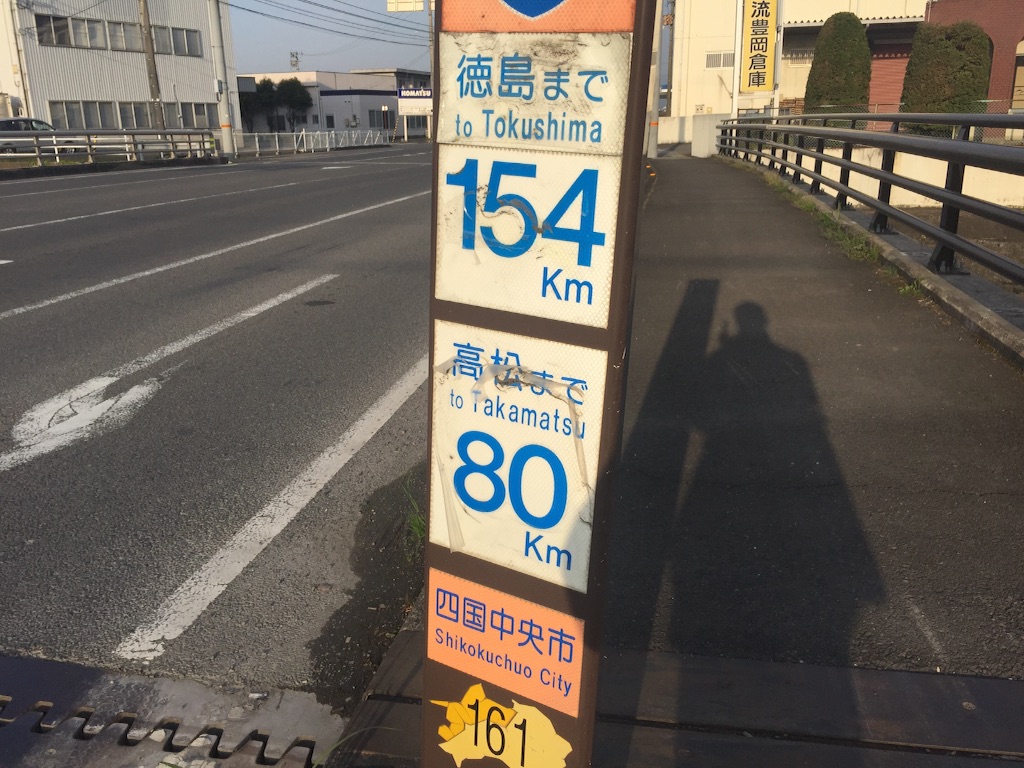 徳島まで
to Tokushima
154
Km
高松まで
to Takamatsu
80
Km
四国中央市
Shikokuchuo City
161
KOMATSU
流豊岡倉庫